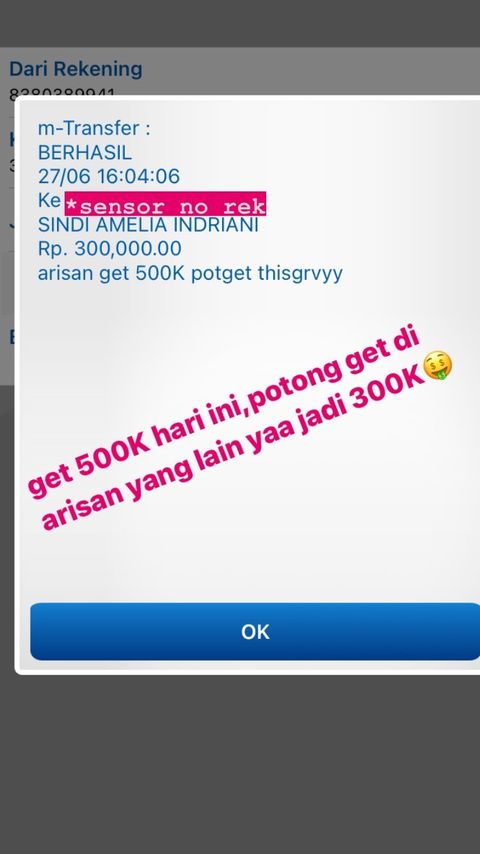 Dari Rekening
8380389941
m-Transfer :
BERHASIL
27/06 16:04:06
Ke *sensor no rek
SINDI AMELIA INDRIANI
Rp. 300,000.00
arisan get 500K potget thisgrvyy
get 500K hari ini,potong get di
arisan yang lain yaa jadi 300K🤑
OK